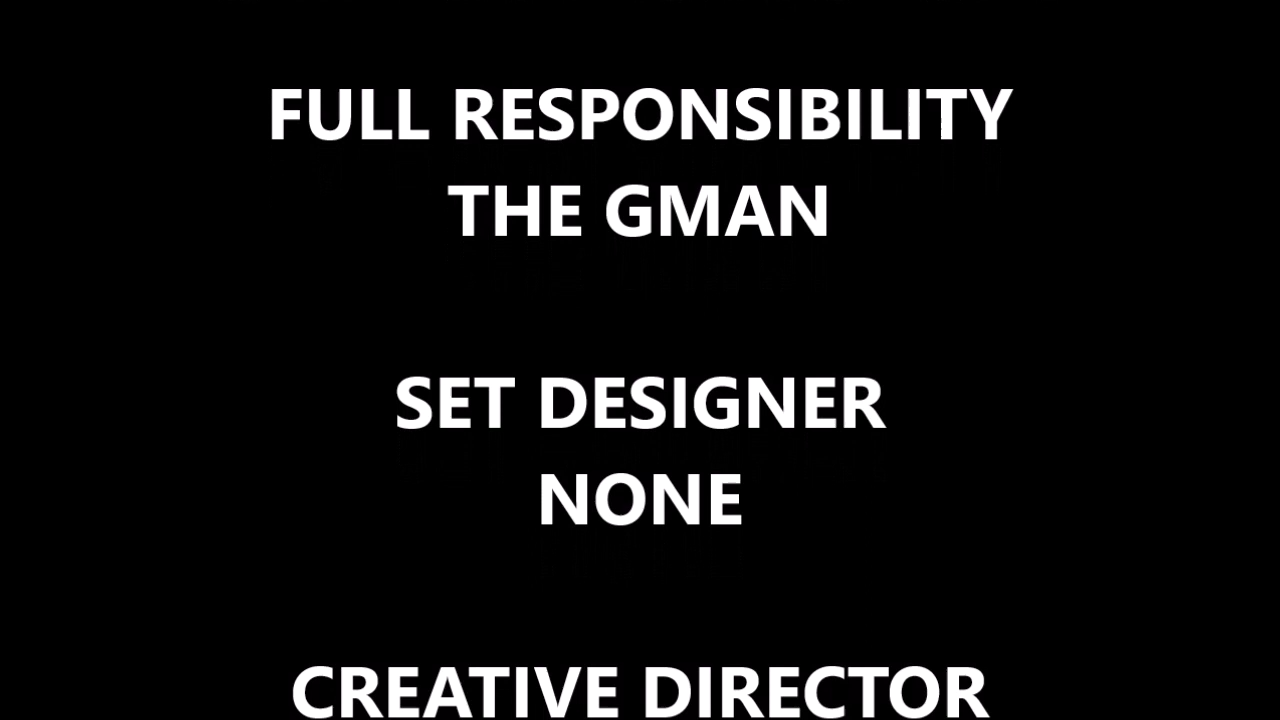 FULL RESPONSIBILITY
THE GMAN
SET DESIGNER
NONE
CREATIVE DIRECTOR